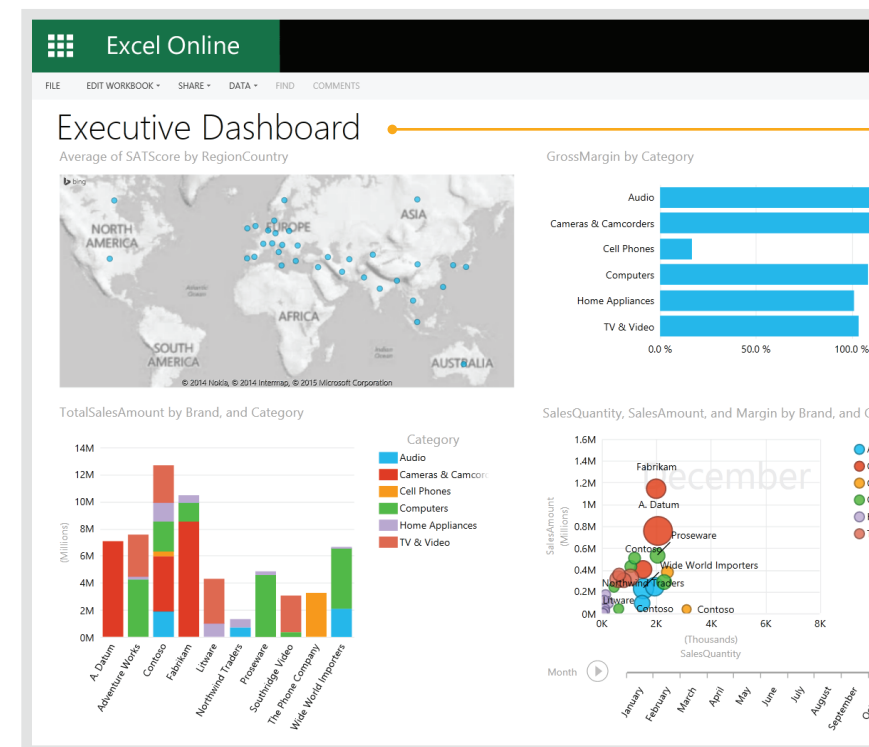 Excel Online
FILE EDIT WORKBOOK SHARE DATA FIND COMMENTS
Executive Dashboard
Average of SATScore by RegionCountry
bing
NORTH
AMERICA
EUROPE
ASIA
Atlantic
Ocean
AFRICA
SOUTH
AMERICA
Indian
Ocean
AUSTRALIA
© 2014 Nokia, © 2014 Intermap, © 2015 Microsoft Corporation
GrossMargin by Category
Audio
Cameras & Camcorders
Cell Phones
Computers
Home Appliances
TV & Video
0.0 % 50.0 % 100.0 %
TotalSalesAmount by Brand, and Category
14M
12M
10M
8M
6M
4M
2M
0M
(Millions)
A. Datum
Adventure Works
Contoso
Fabrikam
Litware
Northwind Traders
Proseware
Southridge Video
The Phone Company
Wide World Importers
Category
Audio
Cameras & Camcorc
Cell Phones
Computers
Home Appliances
TV & Video
SalesQuantity, SalesAmount, and Margin by Brand, and C
1.6M
1.4M
1.2M
1M
0.8M
0.6M
0.4M
0.2M
0M
SalesAmount
(Millions)
December
Fabrikam
A. Datum
Proseware
Contoso
Wide World Importers
Northwind Traders
Litware
Contoso
Contoso
0K 2K 4K 6K 8K
(Thousands)
SalesQuantity
Month
January
February
March
April
May
June
July
August
September